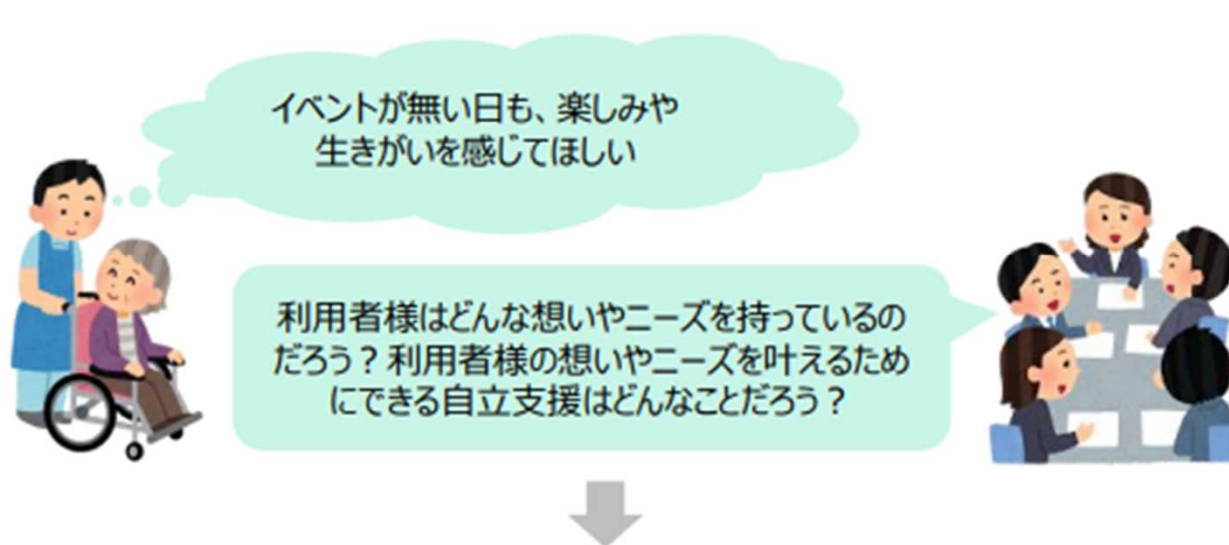 イベントが無い日も、楽しみや
生きがいを感じてほしい
利用者様はどんな想いやニーズを持っているの
だろう？利用者様の想いやニーズを叶えるため
にできる自立支援はどんなことだろう？